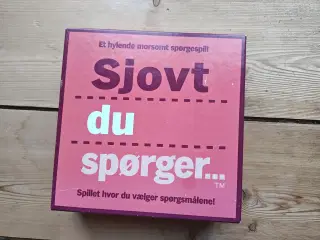 Et hylende morsomt spørgespil!
Sjovt
du
spørger...
TM
Spillet hvor du vælger spørgsmålene!